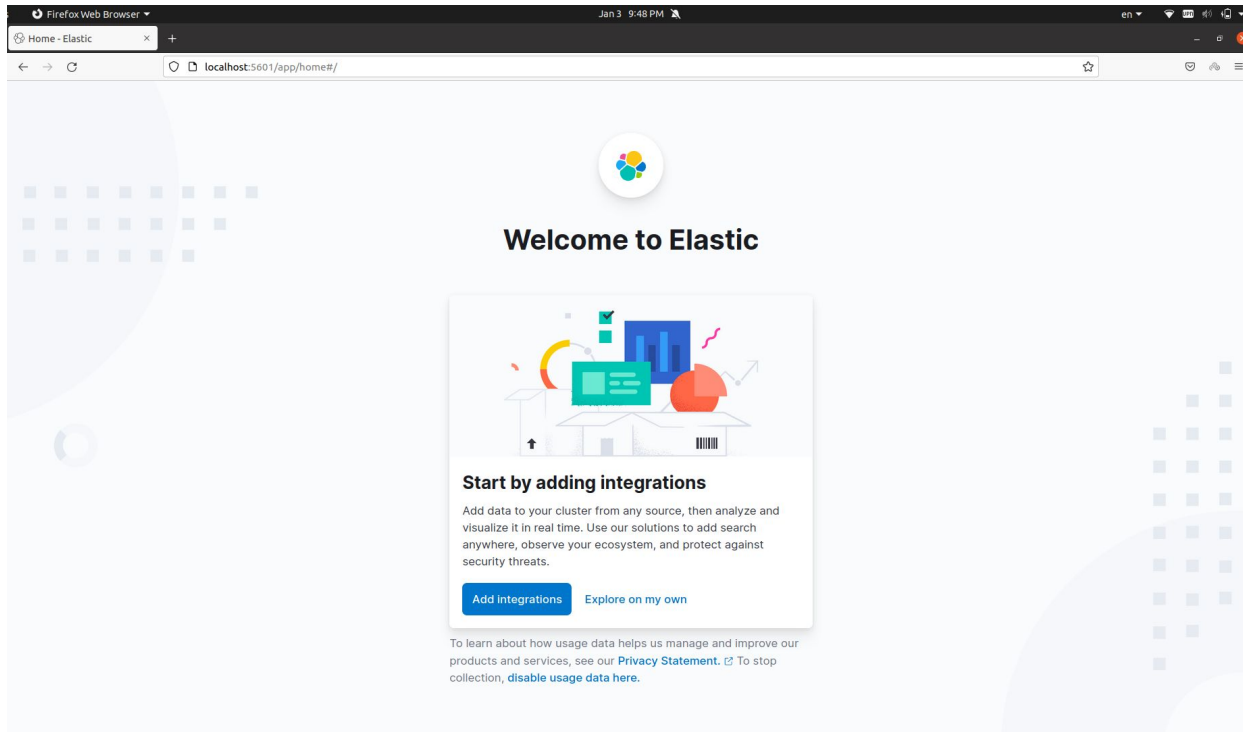 Firefox Web Browser
Jan 3 9:48 PM
en
Home - Elastic
localhost:5601/app/home#/
Welcome to Elastic
Start by adding integrations
Add data to your cluster from any source, then analyze and
visualize it in real time. Use our solutions to add search
anywhere, observe your ecosystem, and protect against
security threats.
Add integrations
Explore on my own
To learn about how usage data helps us manage and improve our
products and services, see our Privacy Statement. To stop
collection, disable usage data here.